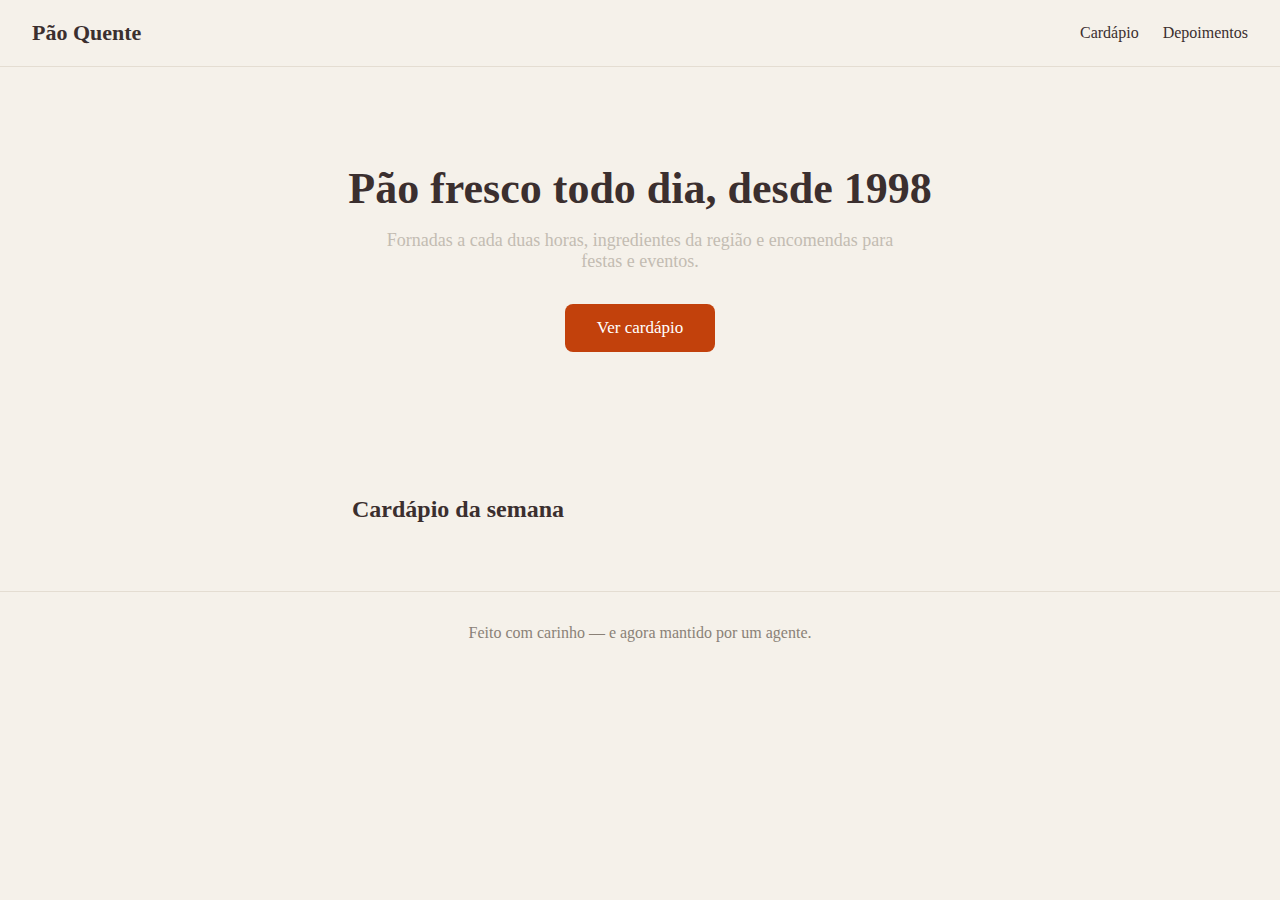 Pão Quente
Cardápio
Depoimentos
Pão fresco todo dia, desde 1998
Fornadas a cada duas horas, ingredientes da região e encomendas para
festas e eventos.
Ver cardápio
Cardápio da semana
Feito com carinho — e agora mantido por um agente.